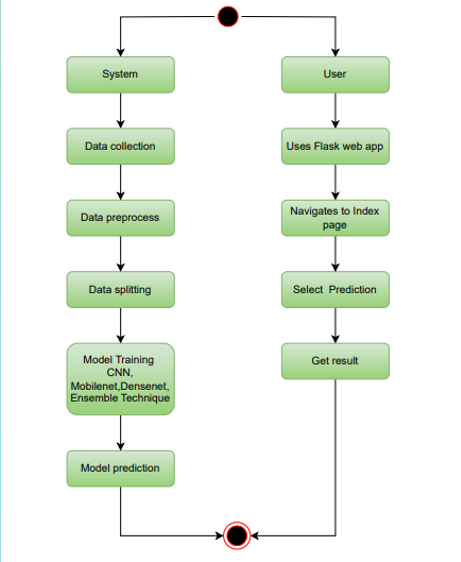 System
Data collection
Data preprocess
Data splitting
Model Training
CNN,
Mobilenet,Densenet,
Ensemble Technique
Model prediction
User
Uses Flask web app
Navigates to Index
page
Select Prediction
Get result